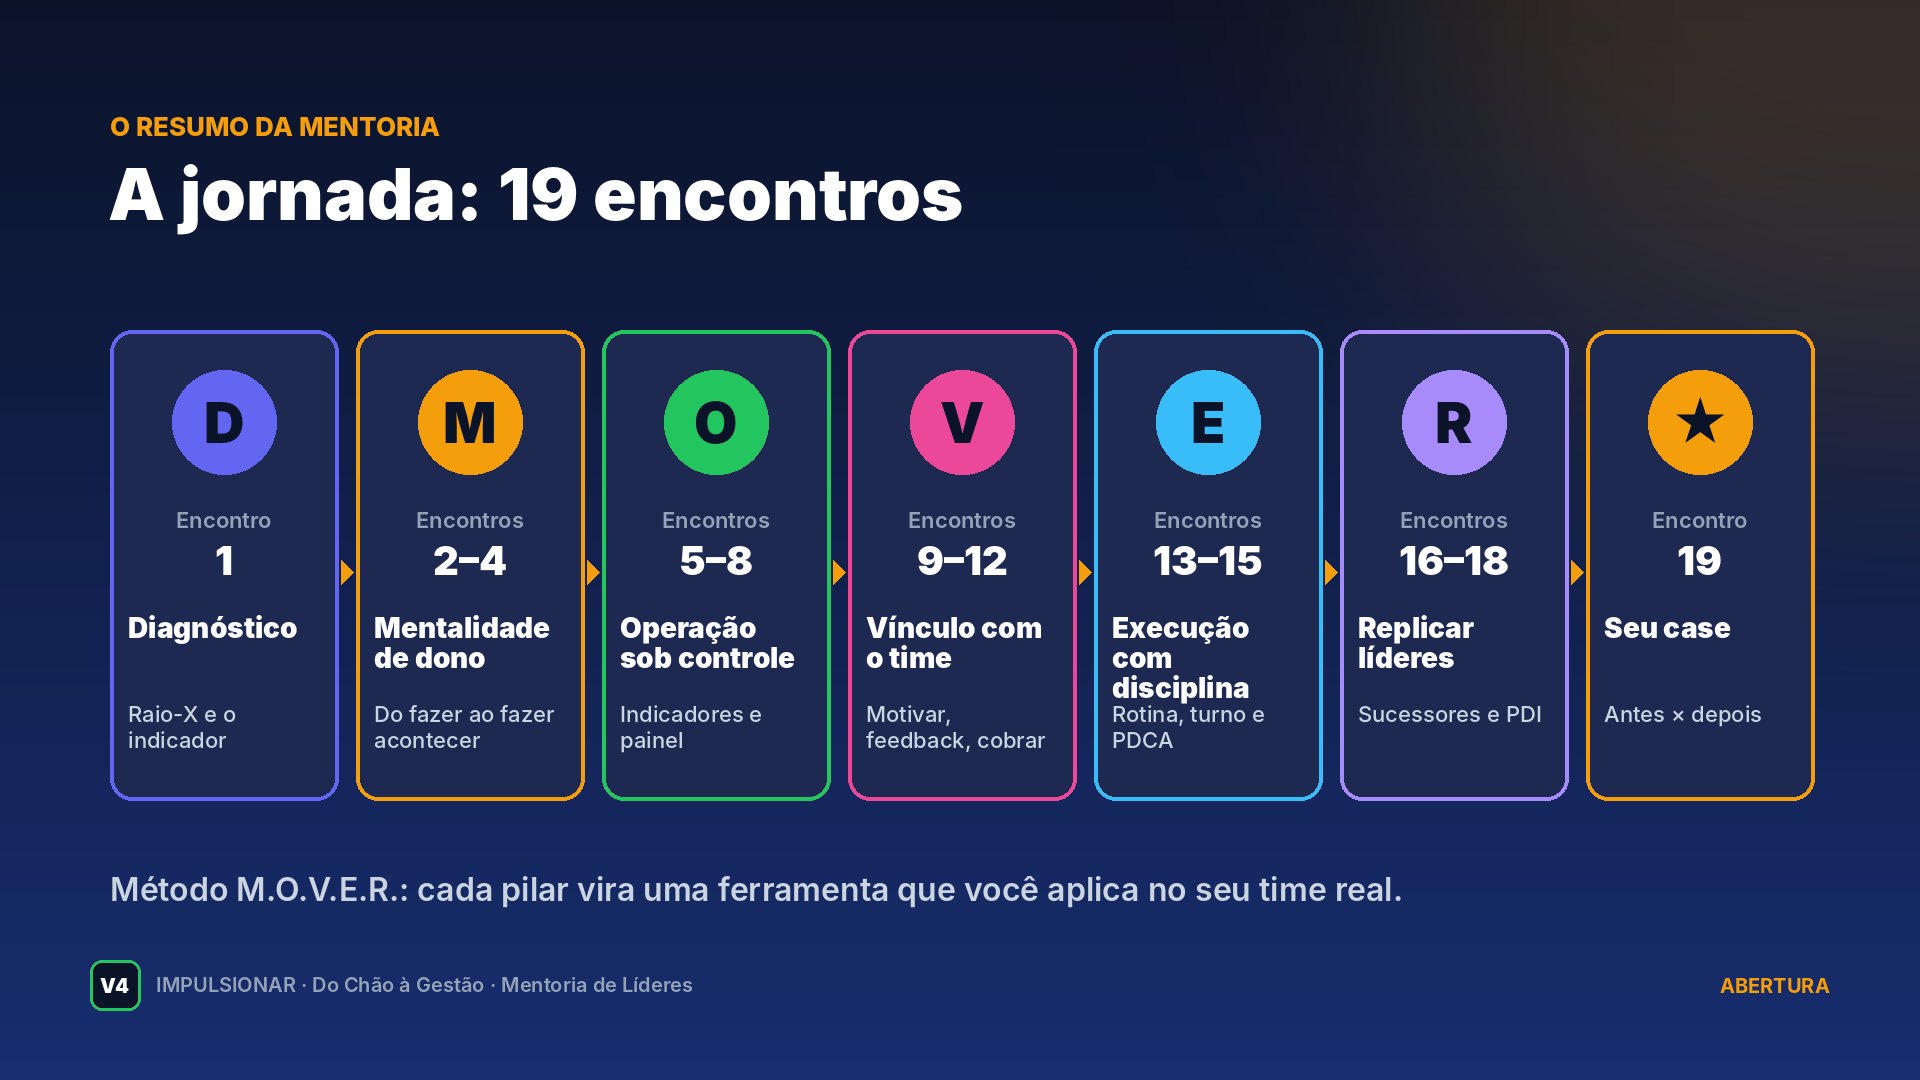 O RESUMO DA MENTORIA
A jornada: 19 encontros
D
Encontro
1
Diagnóstico
Raio-X e o
indicador
M
Encontros
2–4
Mentalidade
de dono
Do fazer ao fazer
acontecer
O
Encontros
5–8
Operação
sob controle
Indicadores e
painel
V
Encontros
9–12
Vínculo com
o time
Motivar,
feedback, cobrar
E
Encontros
13–15
Execução
com
disciplina
Rotina, turno e
PDCA
R
Encontros
16–18
Replicar
líderes
Sucessores e PDI
★
Encontro
19
Seu case
Antes × depois
Método M.O.V.E.R.: cada pilar vira uma ferramenta que você aplica no seu time real.
V4
IMPULSIONAR · Do Chão à Gestão · Mentoria de Líderes
ABERTURA